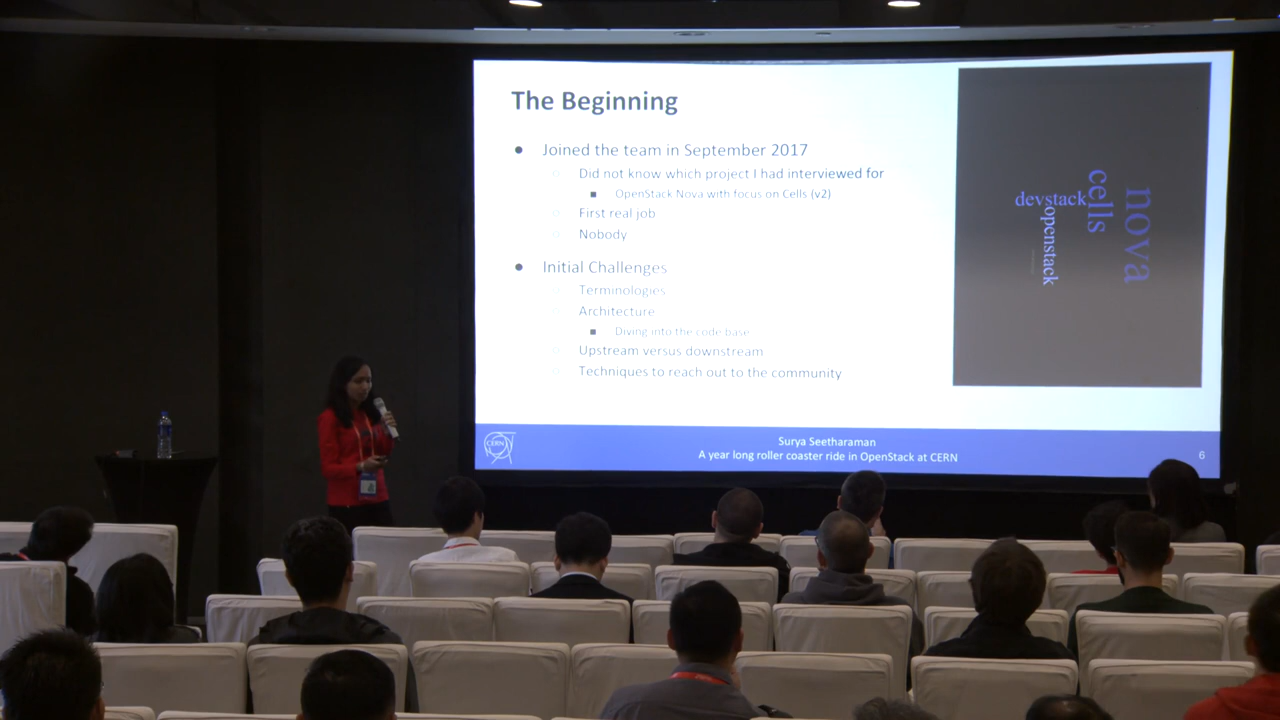 The Beginning
● Joined the team in September 2017
○ Did not know which project I had interviewed for
■ OpenStack Nova with focus on Cells (v2)
○ First real job
○ Nobody
● Initial Challenges
○ Terminologies
○ Architecture
■ Diving into the code base
○ Upstream versus downstream
○ Techniques to reach out to the community
devstack
openstack
cells
nova
CERN
Surya Seetharaman
A year long roller coaster ride in OpenStack at CERN
6